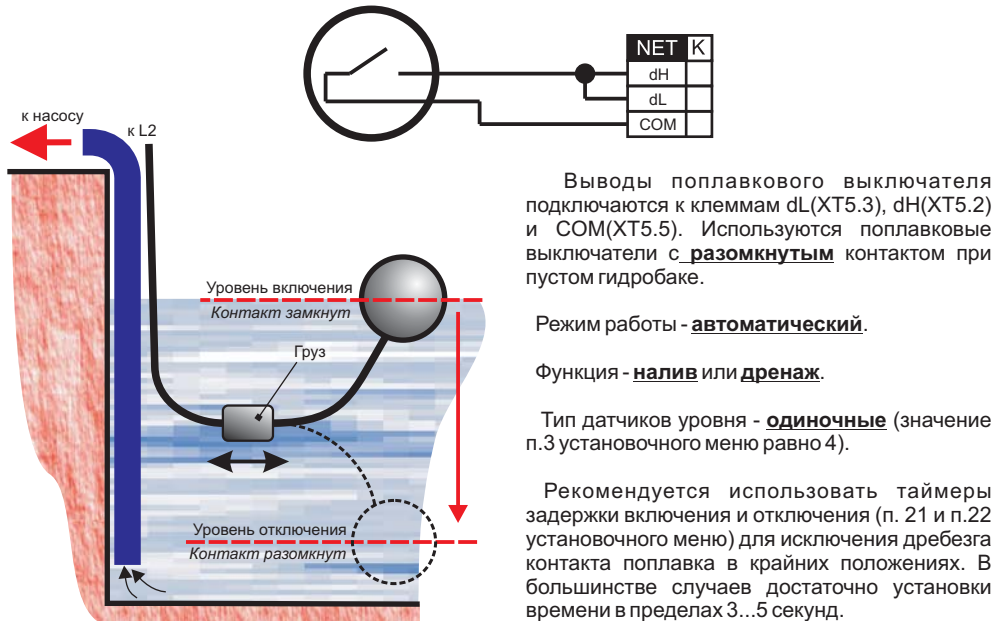 NET K
dH
dL
COM
к насосу
к L2
Уровень включения
Контакт замкнут
Груз
Уровень отключения
Контакт разомкнут
Выводы поплавкового выключателя
подключаются к клеммам dL(XT5.3), dH(XT5.2)
и COM(XT5.5). Используются поплавковые
выключатели с разомкнутым контактом при
пустом гидробаке.
Режим работы - автоматический.
Функция - налив или дренаж.
Тип датчиков уровня - одиночные (значение
п.3 установочного меню равно 4).
Рекомендуется использовать таймеры
задержки включения и отключения (п. 21 и п.22
установочного меню) для исключения дребезга
контакта поплавка в крайних положениях. В
большинстве случаев достаточно установки
времени в пределах 3...5 секунд.